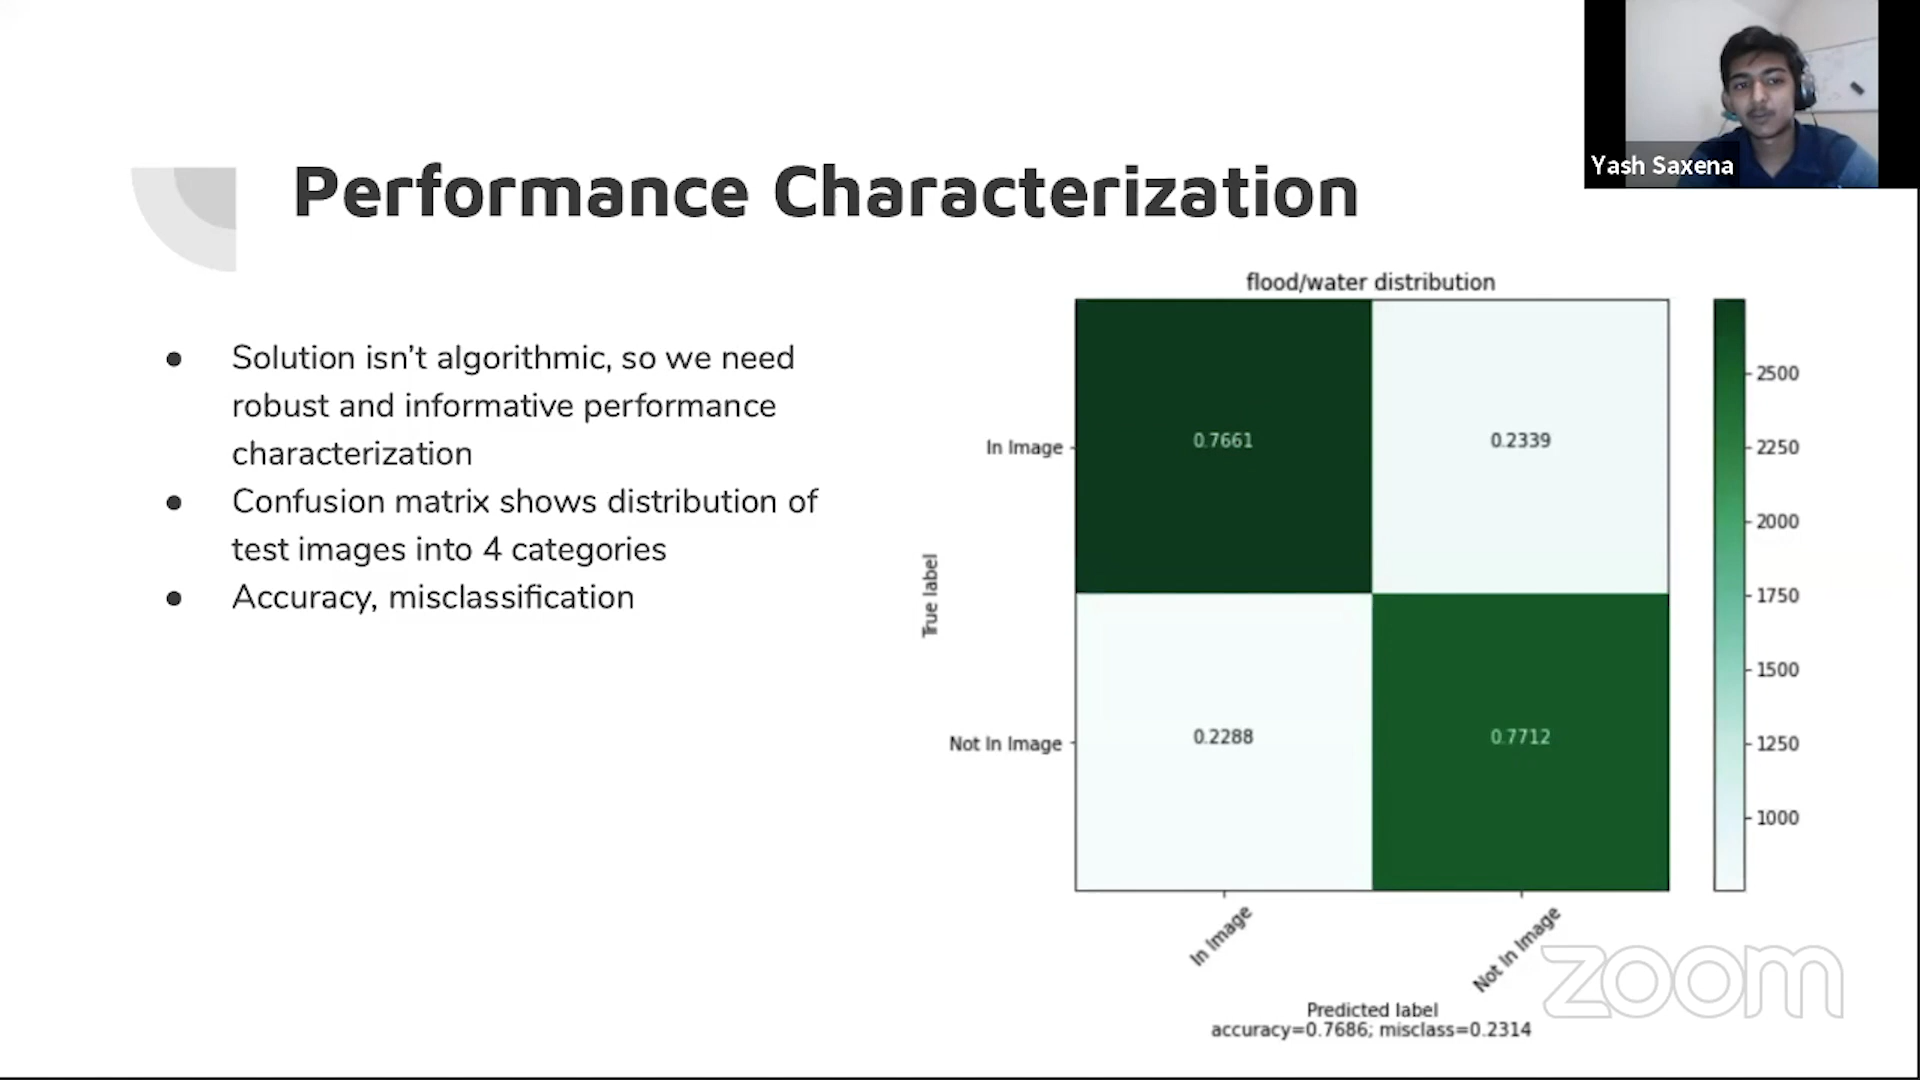 Yash Saxena
Performance Characterization
● Solution isn’t algorithmic, so we need
robust and informative performance
characterization
● Confusion matrix shows distribution of
test images into 4 categories
● Accuracy, misclassification
flood/water distribution
True label
In Image
Not In Image
0.7661
0.2339
0.2288
0.7712
2500
2250
2000
1750
1500
1250
1000
In Image
Not In Image
Predicted label
accuracy=0.7686; misclass=0.2314
zoom